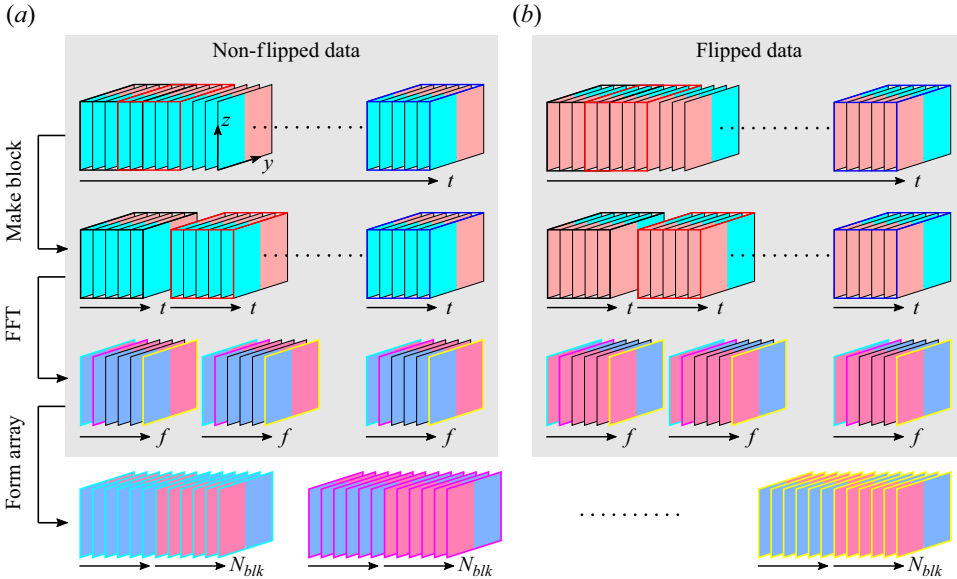 (a)
(b)
Non-flipped data
Flipped data
Make block
FFT
Form array
z
y
t
t
t
t
t
t
t
t
f
f
f
f
f
f
N_blk
N_blk
N_blk